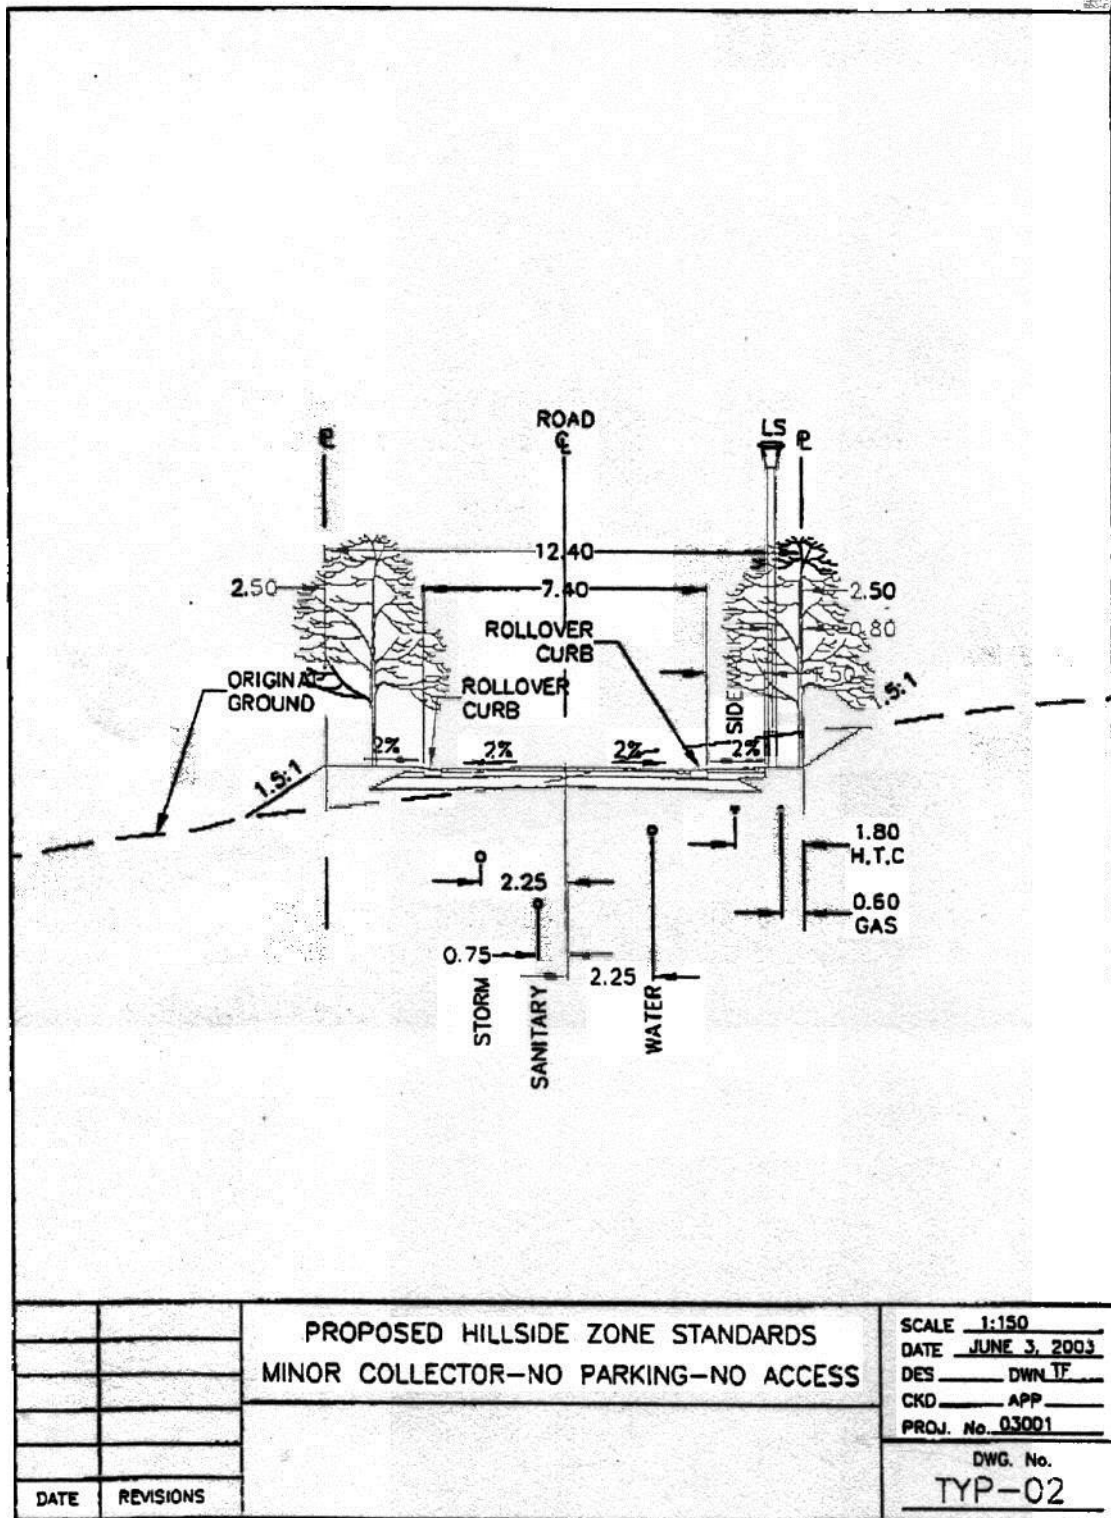 ROAD
℄
LS
℄
℄
12.40
2.50
7.40
2.50
0.80
ROLLOVER
CURB
1.50
SIDEWALK
ORIGINAL
GROUND
ROLLOVER
CURB
.5:1
2%
2%
2%
2%
1.5:1
1.80
H.T.C
2.25
0.60
GAS
0.75
2.25
STORM
SANITARY
WATER
PROPOSED HILLSIDE ZONE STANDARDS
MINOR COLLECTOR-NO PARKING-NO ACCESS
SCALE 1:150
DATE JUNE 3, 2003
DES DWN TF
CKD APP
PROJ. No. 03001
DWG. No.
TYP-02
DATE REVISIONS